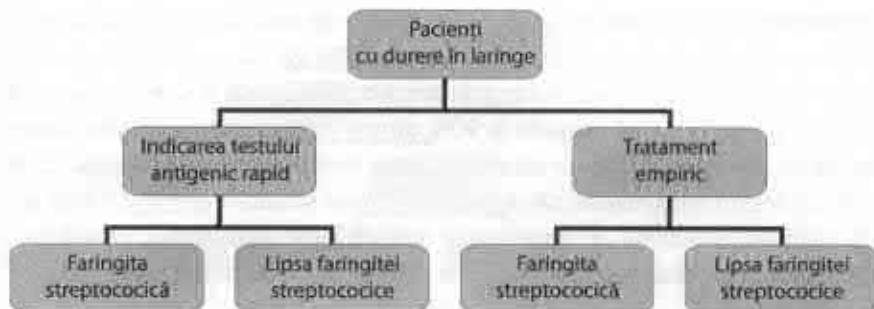 Pacienți
cu durere în laringe
Indicarea testului
antigenic rapid
Tratament
empiric
Faringita
streptococică
Lipsa faringitei
streptococice
Faringita
streptococică
Lipsa faringitei
streptococice